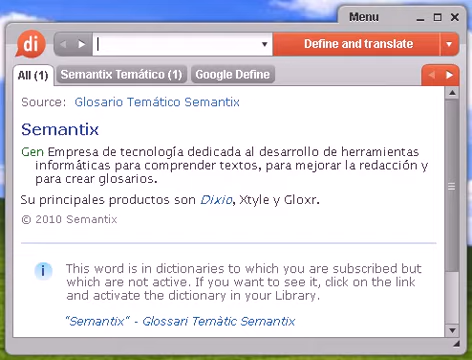 Menu
di
Define and translate
All (1) Semantix Temático (1) Google Define
Source: Glosario Temático Semantix
Semantix
Gen Empresa de tecnología dedicada al desarrollo de herramientas
informáticas para comprender textos, para mejorar la redacción y
para crear glosarios.
Su principales productos son Dixio, Xtyle y Gloxr.
© 2010 Semantix
This word is in dictionaries to which you are subscribed but
which are not active. If you want to see it, click on the link
and activate the dictionary in your Library.
"Semantix" - Glossari Temàtic Semantix